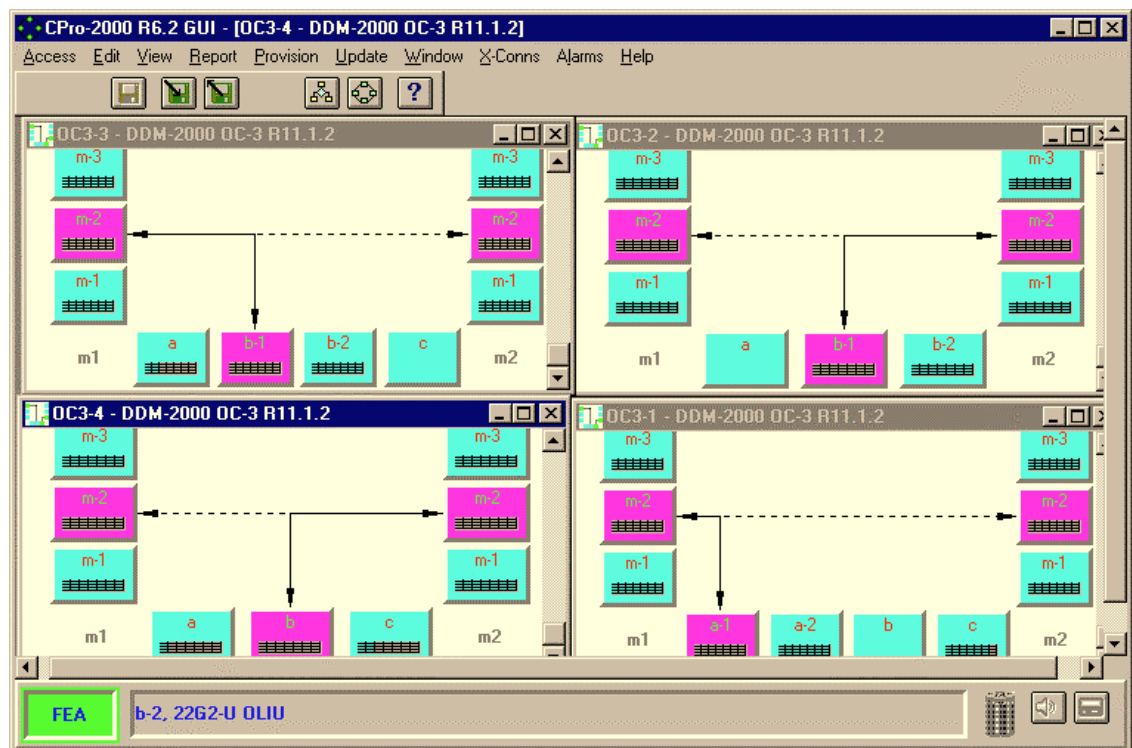 CPro-2000 R6.2 GUI - [OC3-4 - DDM-2000 OC-3 R11.1.2]
Access Edit View Report Provision Update Window X-Conns Alarms Help
?
OC3-3 - DDM-2000 OC-3 R11.1.2
m-3 m-3
m-2 m-2
m-1 m-1
m1 a b-1 b-2 c m2
OC3-2 - DDM-2000 OC-3 R11.1.2
m-3 m-3
m-2 m-2
m-1 m-1
m1 a b-1 b-2 m2
OC3-4 - DDM-2000 OC-3 R11.1.2
m-3 m-3
m-2 m-2
m-1 m-1
m1 a b c m2
OC3-1 - DDM-2000 OC-3 R11.1.2
m-3 m-3
m-2 m-2
m-1 m-1
m1 a-1 a-2 b c m2
FEA b-2, 22G2-U OLIU